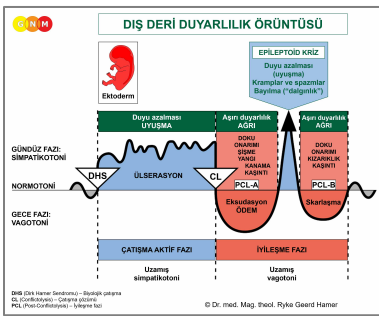 GNM
DIŞ DERİ DUYARLILIK ÖRÜNTÜSÜ
Ektoderm
EPİLEPTOİD KRİZ
Duyu azalması
(uyuşma)
Kramplar ve spazmlar
Bayılma ("dalgınlık")
Duyu azalması
UYUŞMA
Aşırı duyarlılık
AĞRI
Aşırı duyarlılık
AĞRI
GÜNDÜZ FAZI:
SİMPATİKOTONİ
DOKU
ONARIMI
ŞİŞME
YANGI
KANAMA
KAŞINTI
DOKU
ONARIMI
KIZARIKLIK
KAŞINTI
DHS
ÜLSERASYON
CL
PCL-A
PCL-B
NORMOTONİ
GECE FAZI:
VAGOTONİ
Eksudasyon
ÖDEM
Skarlaşma
ÇATIŞMA AKTİF FAZI
İYİLEŞME FAZI
Uzamış
simpatikotoni
Uzamış
vagotoni
DHS (Dirk Hamer Sendromu) – Biyolojik çatışma
CL (Conflictolysis) – Çatışma çözümü
PCL (Post-Conflictolysis) – İyileşme fazı
© Dr. med. Mag. theol. Ryke Geerd Hamer